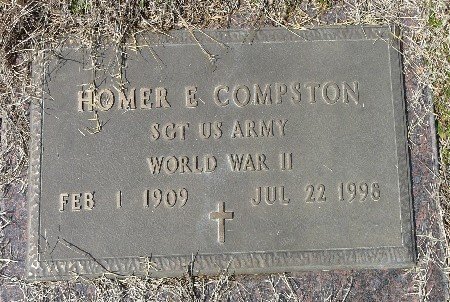 HOMER E COMPSTON
SGT US ARMY
WORLD WAR II
FEB 1 1909 JUL 22 1998